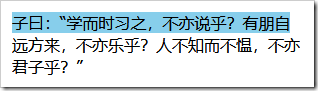 子曰：“学而时习之，不亦说乎？有朋自
远方来，不亦乐乎？人不知而不愠，不亦
君子乎？”